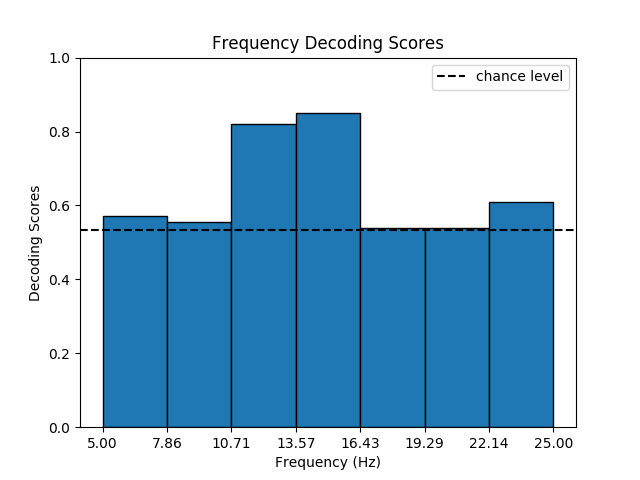 Frequency Decoding Scores
chance level
1.0
0.8
0.6
0.4
0.2
0.0
Decoding Scores
5.00 7.86 10.71 13.57 16.43 19.29 22.14 25.00
Frequency (Hz)